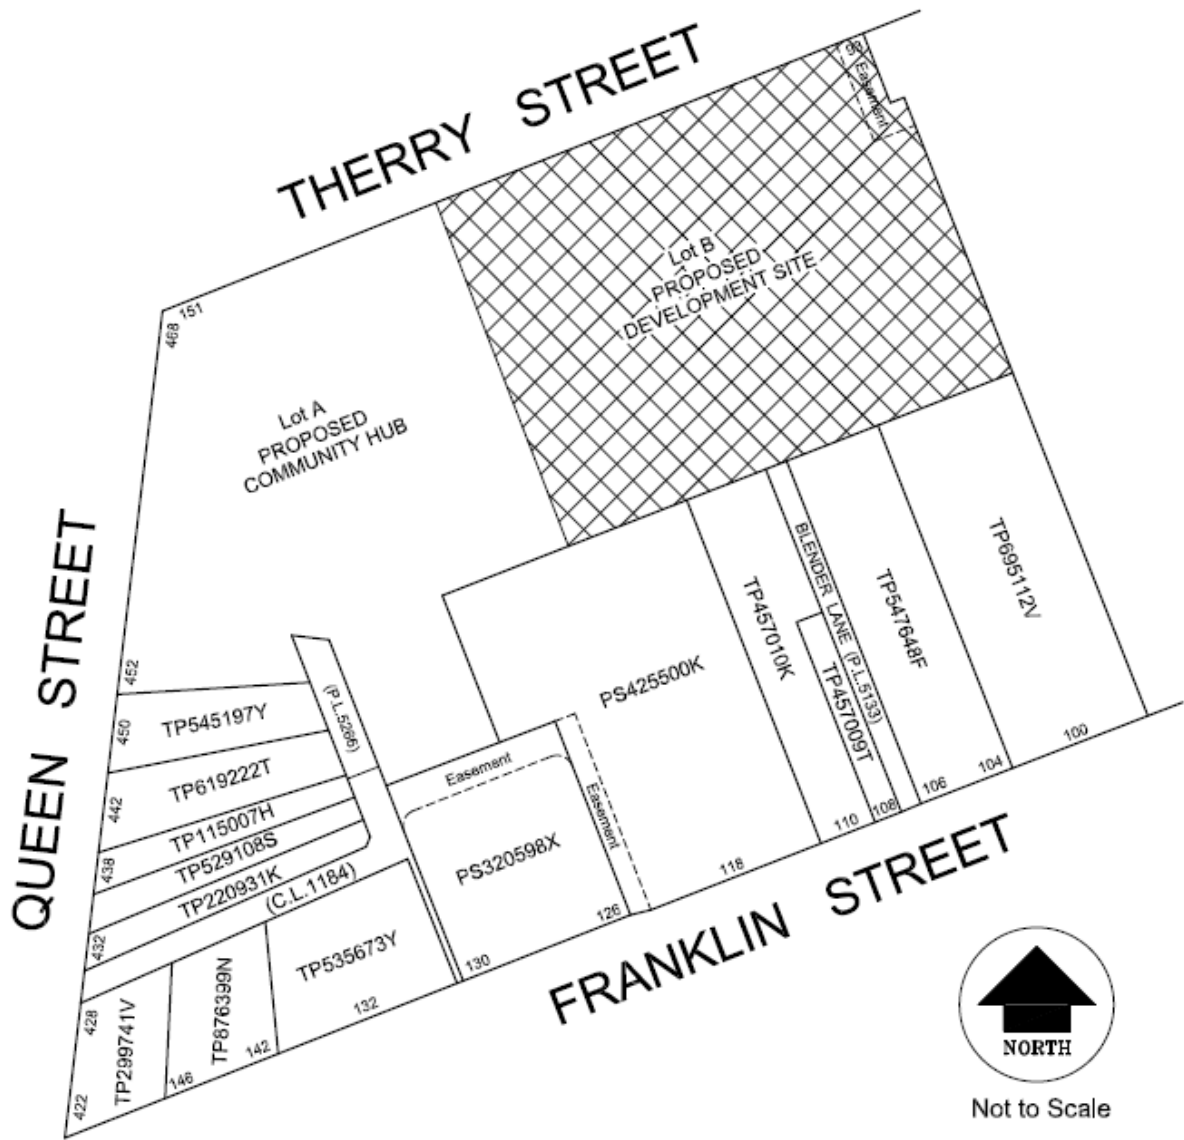 THERRY STREET
93
Easement
Lot B
PROPOSED
DEVELOPMENT SITE
151
468
Lot A
PROPOSED
COMMUNITY HUB
QUEEN STREET
452
TP545197Y
(P.L.5266)
450
TP619222T
442
TP115007H
438
TP529108S
TP220931K
432
(C.L.1184)
428
TP299741V
422
TP876399N
146
142
TP535673Y
132
130
Easement
PS320598X
126
Easement
PS425500K
118
TP457010K
110
TP457009T
108
BLENDER LANE (P.L.5133)
106
TP547648F
104
TP695112V
100
FRANKLIN STREET
NORTH
Not to Scale